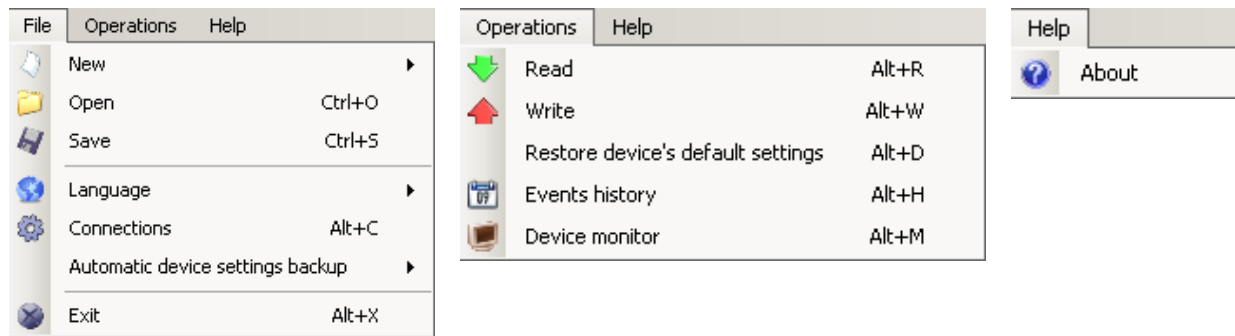 File Operations Help
New
Open Ctrl+O
Save Ctrl+S
Language
Connections Alt+C
Automatic device settings backup
Exit Alt+X
Operations Help
Read Alt+R
Write Alt+W
Restore device's default settings Alt+D
Events history Alt+H
Device monitor Alt+M
Help
About